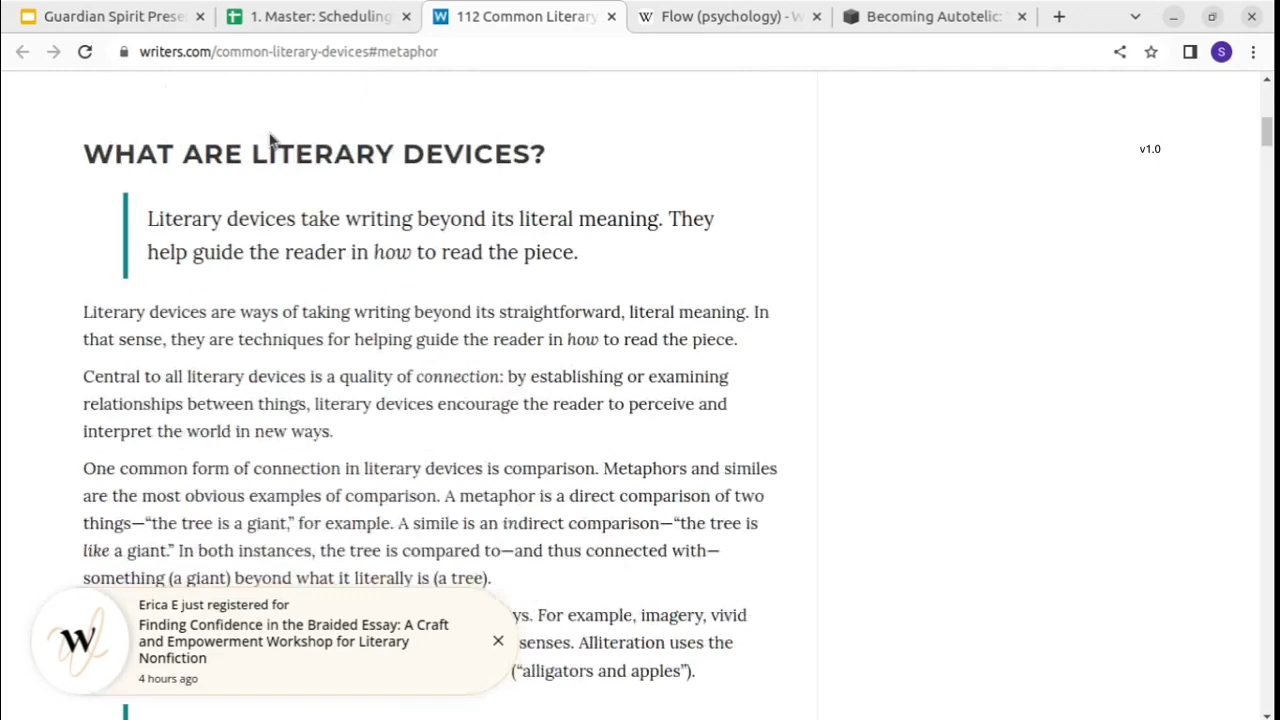 Guardian Spirit Prese
1. Master: Scheduling
112 Common Literary
Flow (psychology) - W
Becoming Autotelic:
writers.com/common-literary-devices#metaphor
S
WHAT ARE LITERARY DEVICES?
v1.0
Literary devices take writing beyond its literal meaning. They
help guide the reader in how to read the piece.
Literary devices are ways of taking writing beyond its straightforward, literal meaning. In
that sense, they are techniques for helping guide the reader in how to read the piece.
Central to all literary devices is a quality of connection: by establishing or examining
relationships between things, literary devices encourage the reader to perceive and
interpret the world in new ways.
One common form of connection in literary devices is comparison. Metaphors and similes
are the most obvious examples of comparison. A metaphor is a direct comparison of two
things—“the tree is a giant,” for example. A simile is an indirect comparison—“the tree is
like a giant.” In both instances, the tree is compared to—and thus connected with—
something (a giant) beyond what it literally is (a tree).
ys. For example, imagery, vivid
senses. Alliteration uses the
(“alligators and apples”).
W
Erica E just registered for
Finding Confidence in the Braided Essay: A Craft
and Empowerment Workshop for Literary
Nonfiction
4 hours ago